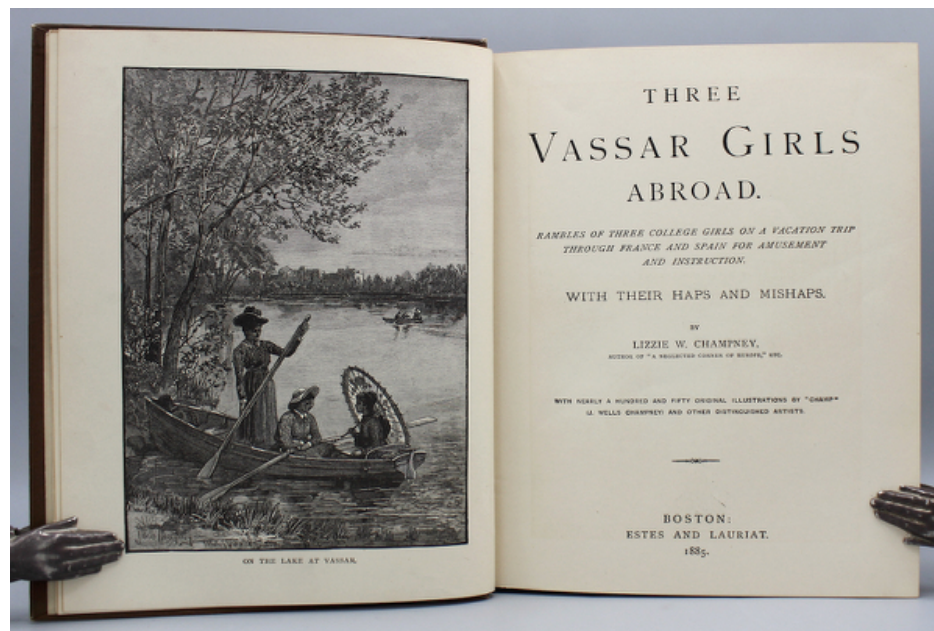 ON THE LAKE AT VASSAR.
THREE
VASSAR GIRLS
ABROAD.
RAMBLES OF THREE COLLEGE GIRLS ON A VACATION TRIP
THROUGH FRANCE AND SPAIN FOR AMUSEMENT
AND INSTRUCTION.
WITH THEIR HAPS AND MISHAPS.
BY
LIZZIE W. CHAMPNEY,
AUTHOR OF "A NEGLECTED CORNER OF EUROPE," ETC.
WITH NEARLY A HUNDRED AND FIFTY ORIGINAL ILLUSTRATIONS BY "CHAMP"
(J. WELLS CHAMPNEY) AND OTHER DISTINGUISHED ARTISTS.
BOSTON:
ESTES AND LAURIAT.
1885.